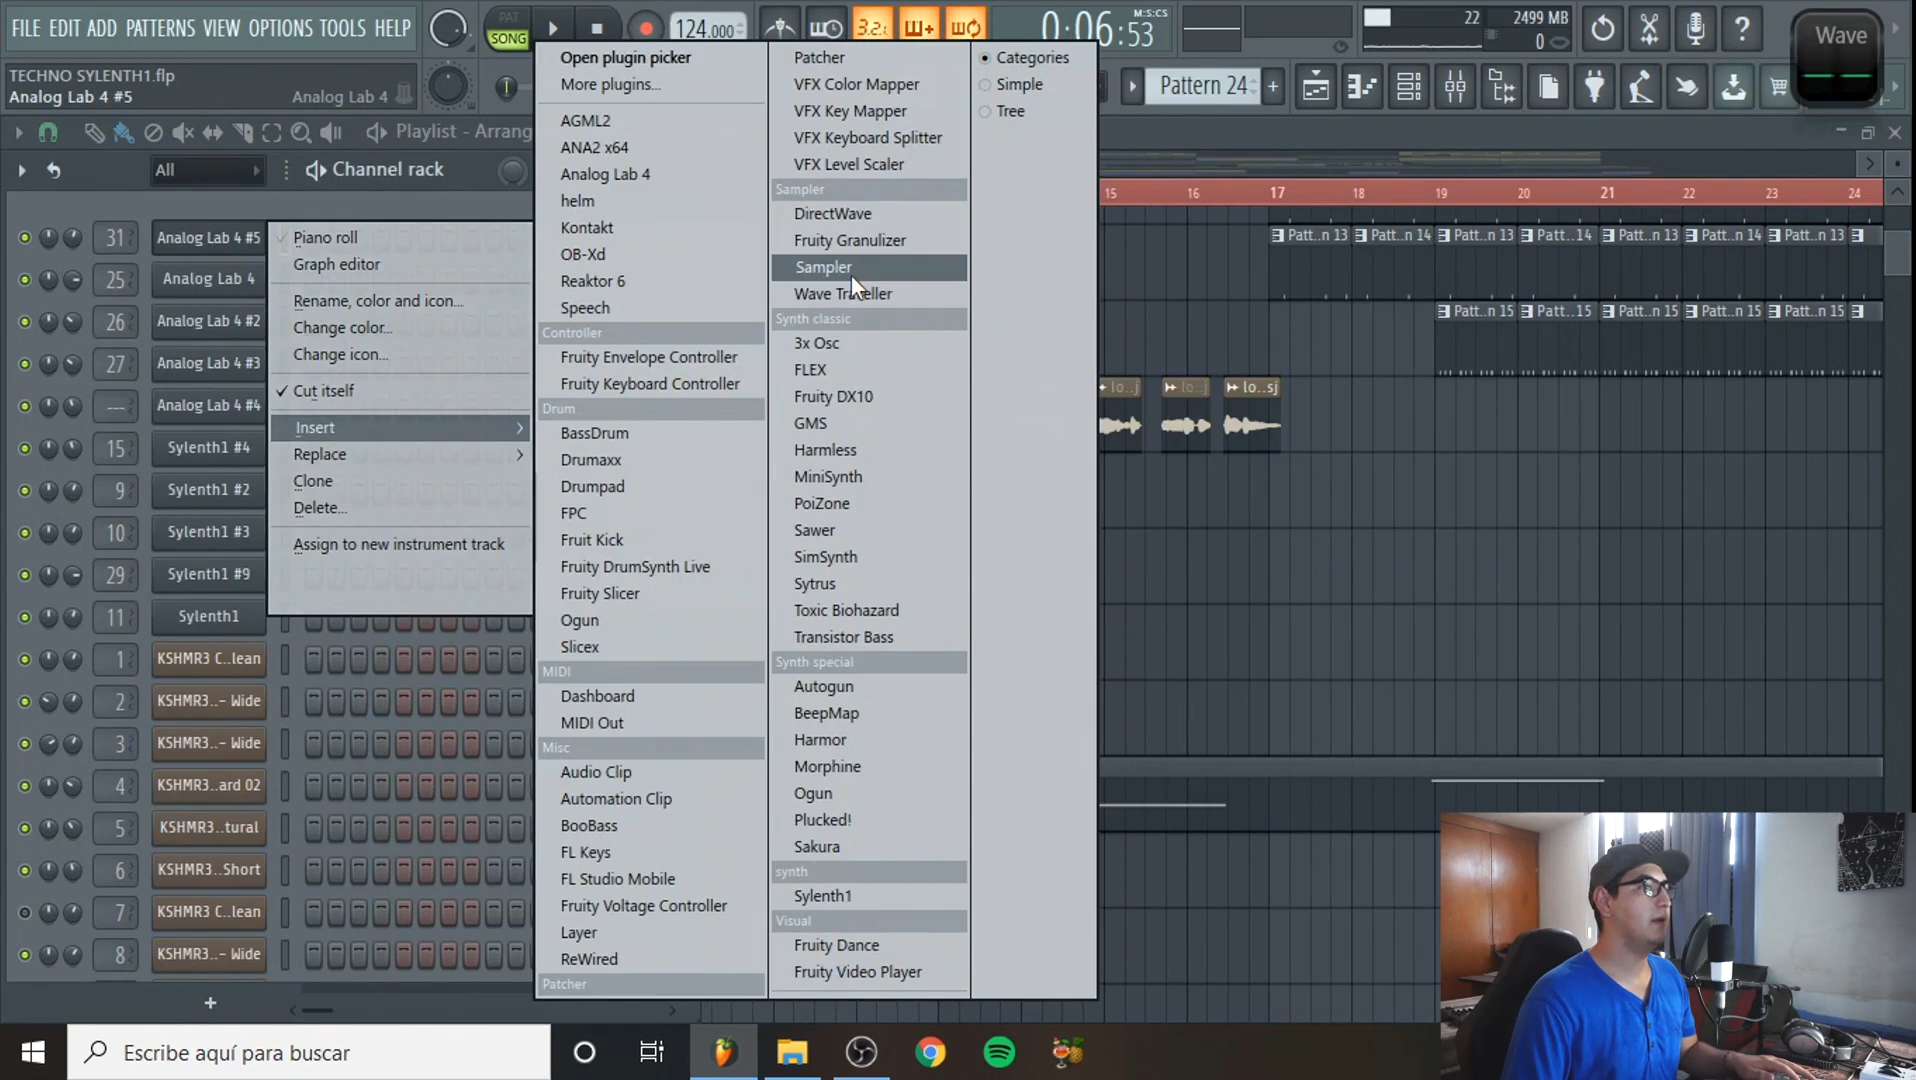 FILE EDIT ADD PATTERNS VIEW OPTIONS TOOLS HELP
PAT
SONG
124.000
3.2.
0:06:53
M:S:CS
22
2499 MB
0
Wave
TECHNO SYLENTH1.flp
Analog Lab 4 #5
Analog Lab 4
Pattern 24
Playlist - Arrang
All
Channel rack
31
Analog Lab 4 #5
25
Analog Lab 4
26
Analog Lab 4 #2
27
Analog Lab 4 #3
---
Analog Lab 4 #4
15
Sylenth1 #4
9
Sylenth1 #2
10
Sylenth1 #3
29
Sylenth1 #9
11
Sylenth1
1
KSHMR3 C..lean
2
KSHMR3..- Wide
3
KSHMR3..- Wide
4
KSHMR3..ard 02
5
KSHMR3..tural
6
KSHMR3..Short
7
KSHMR3 C..lean
8
KSHMR3..- Wide
+
Piano roll
Graph editor
Rename, color and icon...
Change color...
Change icon...
Cut itself
Insert
Replace
Clone
Delete...
Assign to new instrument track
Open plugin picker
More plugins...
AGML2
ANA2 x64
Analog Lab 4
helm
Kontakt
OB-Xd
Reaktor 6
Speech
Controller
Fruity Envelope Controller
Fruity Keyboard Controller
Drum
BassDrum
Drumaxx
Drumpad
FPC
Fruit Kick
Fruity DrumSynth Live
Fruity Slicer
Ogun
Slicex
MIDI
Dashboard
MIDI Out
Misc
Audio Clip
Automation Clip
BooBass
FL Keys
FL Studio Mobile
Fruity Voltage Controller
Layer
ReWired
Patcher
Patcher
VFX Color Mapper
VFX Key Mapper
VFX Keyboard Splitter
VFX Level Scaler
Sampler
DirectWave
Fruity Granulizer
Sampler
Wave Traveller
Synth classic
3x Osc
FLEX
Fruity DX10
GMS
Harmless
MiniSynth
PoiZone
Sawer
SimSynth
Sytrus
Toxic Biohazard
Transistor Bass
Synth special
Autogun
BeepMap
Harmor
Morphine
Ogun
Plucked!
Sakura
synth
Sylenth1
Visual
Fruity Dance
Fruity Video Player
Categories
Simple
Tree
15 16 17 18 19 20 21 22 23 24
Patt..n 13 Patt..n 14 Patt..n 13 Patt...14 Patt..n 13 Patt..n 14 Patt..n 13
Patt..n 15 Patt...15 Patt..n 15 Patt..n 15 Patt..n 15
lo..j lo..j lo..sj
Escribe aquí para buscar